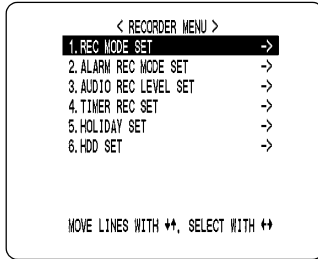 < RECORDER MENU >
1.REC MODE SET ->
2.ALARM REC MODE SET ->
3.AUDIO REC LEVEL SET ->
4.TIMER REC SET ->
5.HOLIDAY SET ->
6.HDD SET ->
MOVE LINES WITH ↓↑, SELECT WITH ↔